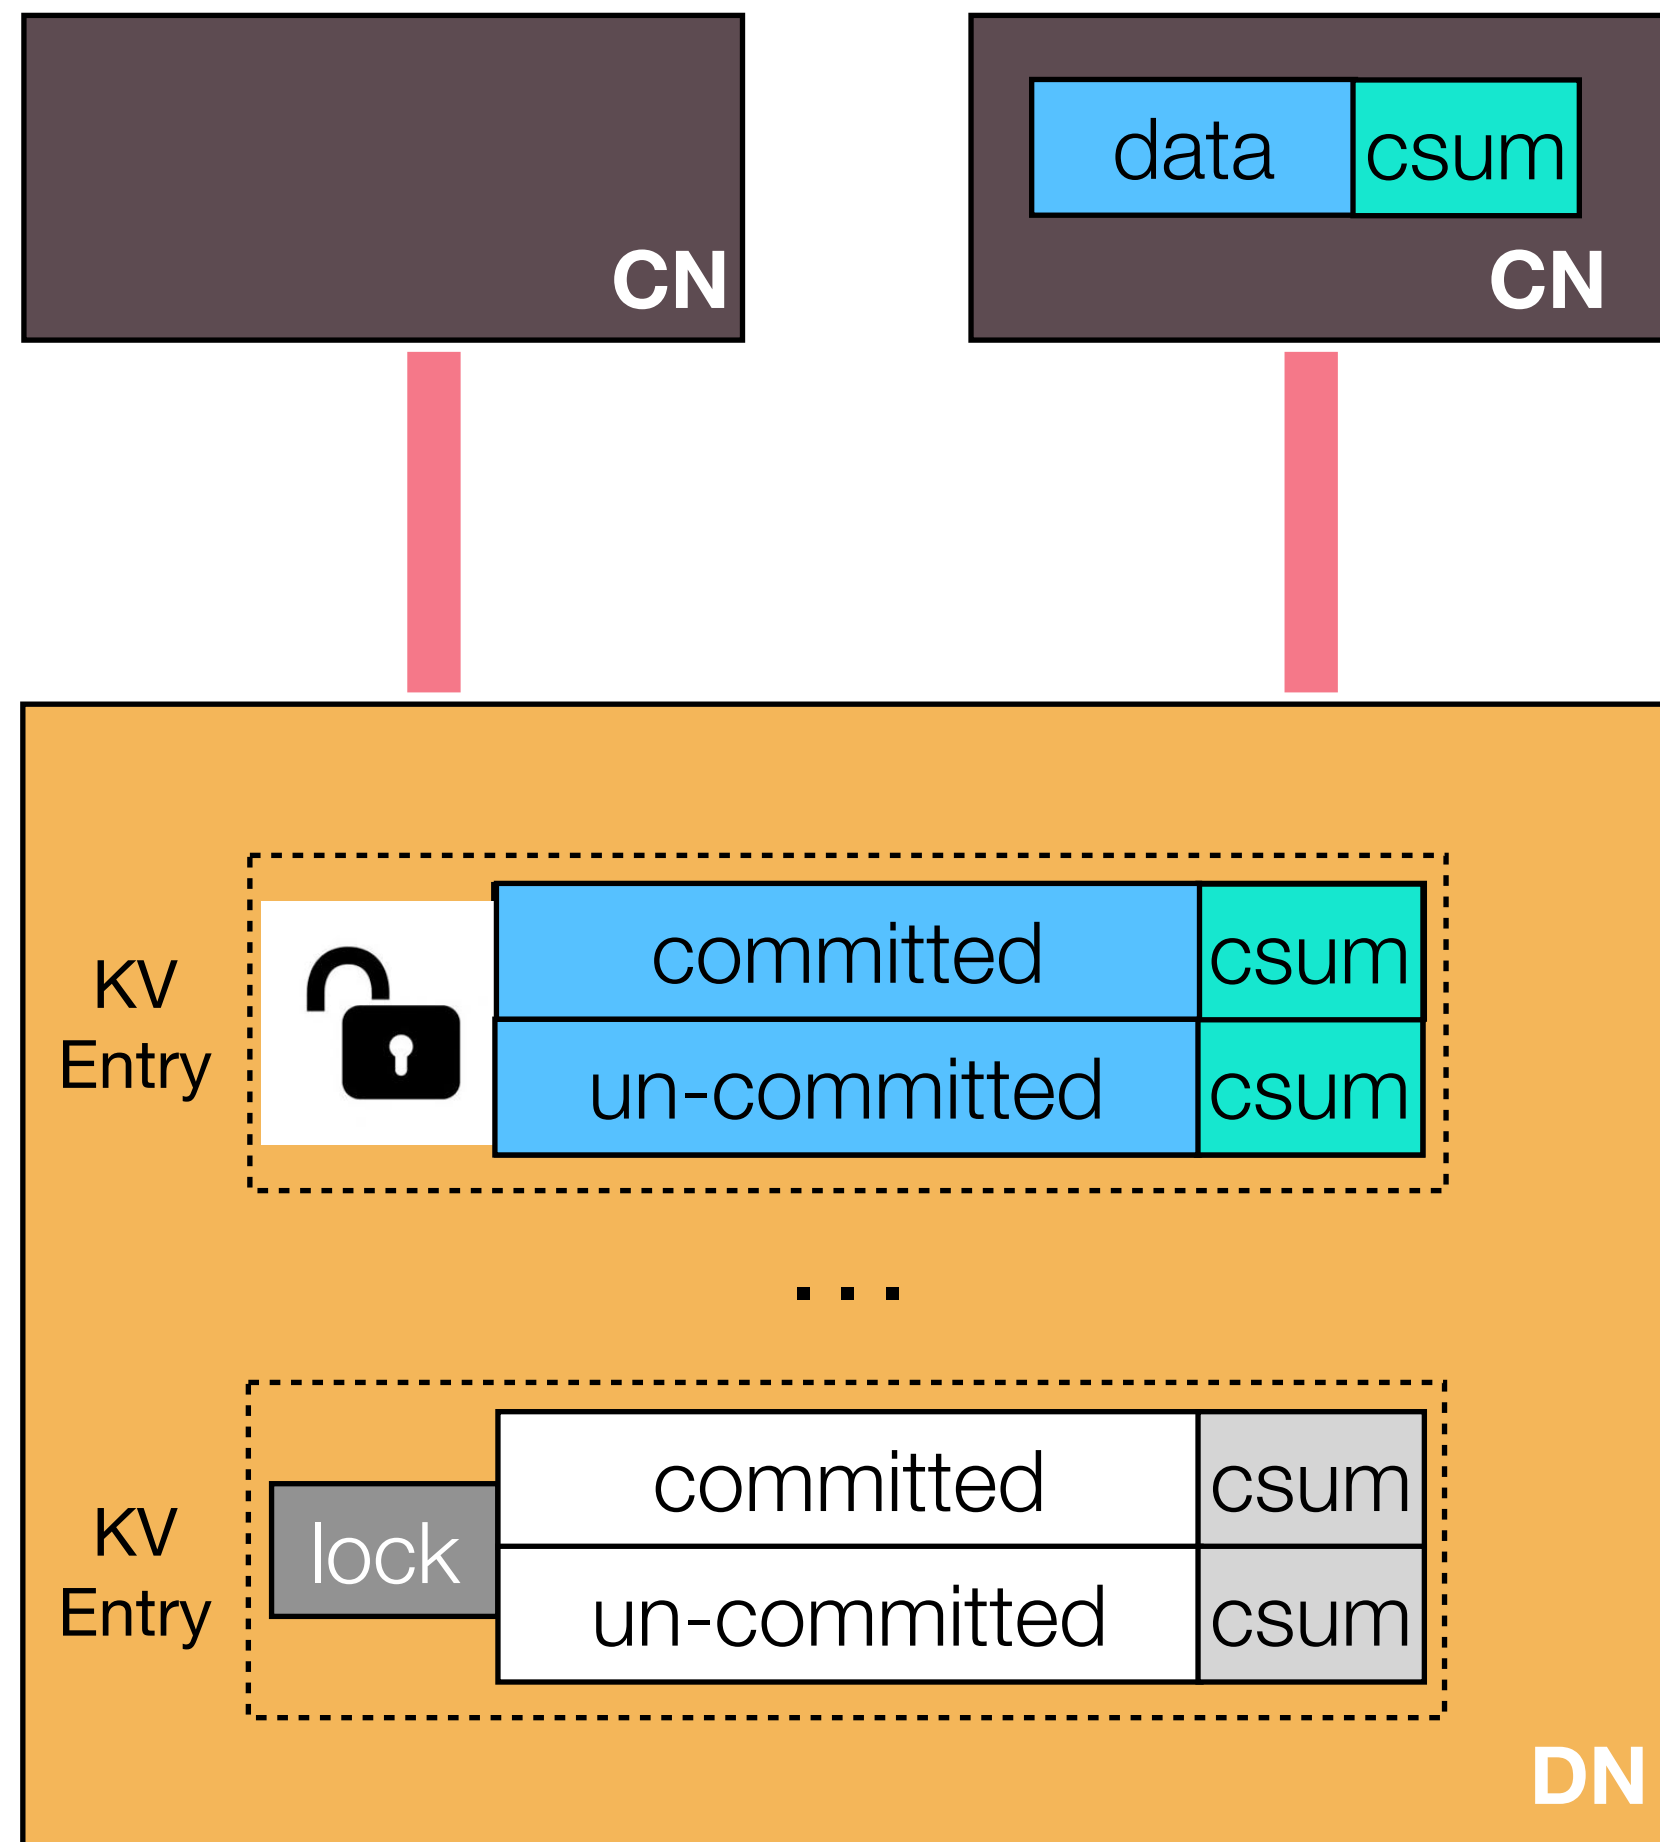 data csum
CN CN
committed csum
KV
Entry
un-committed csum
...
committed csum
KV
Entry
lock
un-committed csum
DN